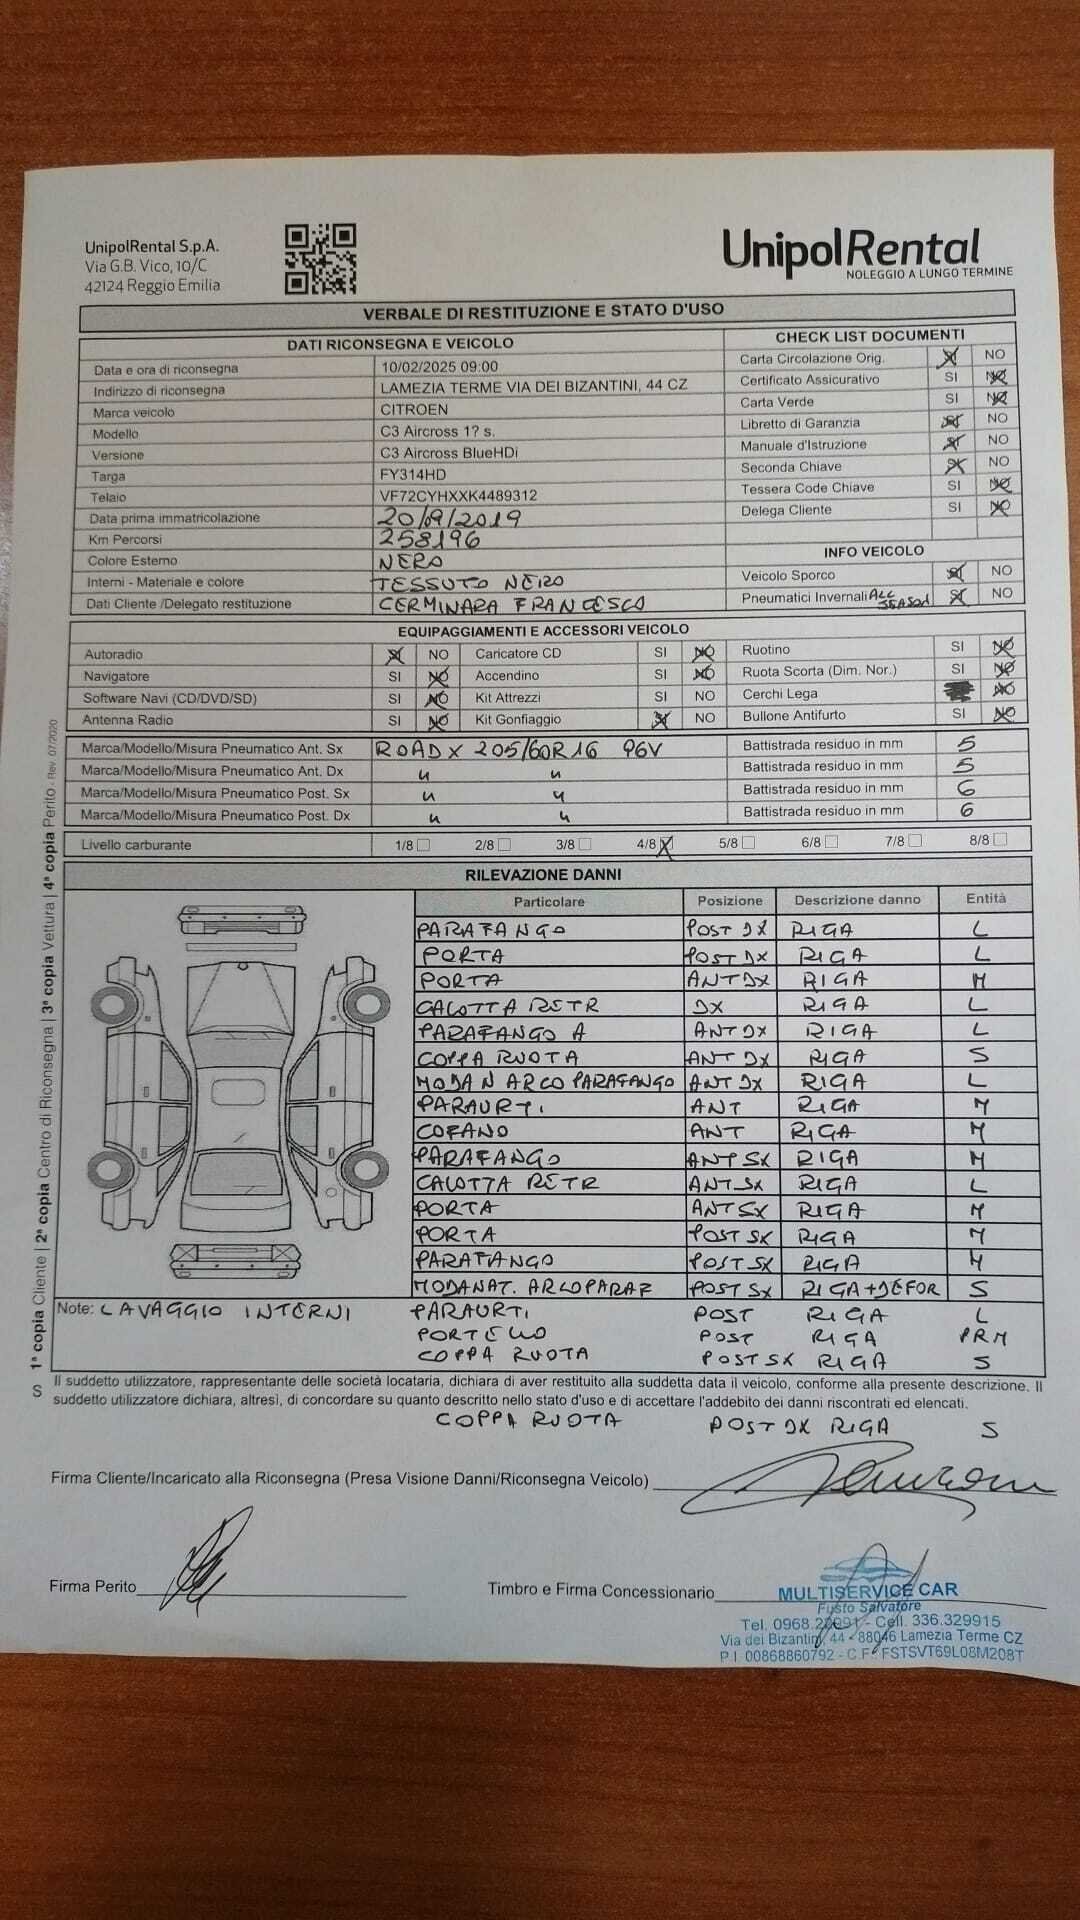 UnipolRental S.p.A.
Via G.B. Vico, 10/C
42124 Reggio Emilia
UnipolRental
NOLEGGIO A LUNGO TERMINE
VERBALE DI RESTITUZIONE E STATO D'USO
DATI RICONSEGNA E VEICOLO
Data e ora di riconsegna 10/02/2025 09:00
Indirizzo di riconsegna LAMEZIA TERME VIA DEI BIZANTINI, 44 CZ
Marca veicolo CITROEN
Modello C3 Aircross 1? s.
Versione C3 Aircross BlueHDi
Targa FY314HD
Telaio VF72CYHXXK4489312
Data prima immatricolazione 20/09/2019
Km Percorsi 258196
Colore Esterno NERO
Interni - Materiale e colore TESSUTO NERO
Dati Cliente /Delegato restituzione CERMINARA FRANCESCO
CHECK LIST DOCUMENTI
Carta Circolazione Orig. SI NO
Certificato Assicurativo SI NO
Carta Verde SI NO
Libretto di Garanzia SI NO
Manuale d'Istruzione SI NO
Seconda Chiave SI NO
Tessera Code Chiave SI NO
Delega Cliente SI NO
INFO VEICOLO
Veicolo Sporco SI NO
Pneumatici Invernali ALL SEASON SI NO
EQUIPAGGIAMENTI E ACCESSORI VEICOLO
Autoradio SI NO Caricatore CD SI NO Ruotino SI NO
Navigatore SI NO Accendino SI NO Ruota Scorta (Dim. Nor.) SI NO
Software Navi (CD/DVD/SD) SI NO Kit Attrezzi SI NO Cerchi Lega NO
Antenna Radio SI NO Kit Gonfiaggio SI NO Bullone Antifurto SI NO
Marca/Modello/Misura Pneumatico Ant. Sx ROADX 205/60R16 96V Battistrada residuo in mm 5
Marca/Modello/Misura Pneumatico Ant. Dx " " Battistrada residuo in mm 5
Marca/Modello/Misura Pneumatico Post. Sx " " Battistrada residuo in mm 6
Marca/Modello/Misura Pneumatico Post. Dx " " Battistrada residuo in mm 6
Livello carburante 1/8 2/8 3/8 4/8 X 5/8 6/8 7/8 8/8
RILEVAZIONE DANNI
Particolare Posizione Descrizione danno Entità
PARAFANGO POST DX RIGA L
PORTA POST DX RIGA L
PORTA ANT DX RIGA M
CALOTTA RETR DX RIGA L
PARAFANGO A ANT DX RIGA L
COPPA RUOTA ANT DX RIGA S
MODAN ARCO PARAFANGO ANT DX RIGA L
PARAURTI ANT RIGA M
COFANO ANT RIGA M
PARAFANGO ANT SX RIGA M
CALOTTA RETR ANT SX RIGA L
PORTA ANT SX RIGA M
PORTA POST SX RIGA M
PARAFANGO POST SX RIGA M
MODANAT. ARCOPARAF POST SX RIGA+DEFOR S
Note: LAVAGGIO INTERNI PARAURTI POST RIGA L
PORTELLO POST RIGA PRM
COPPA RUOTA POST SX RIGA S
Il suddetto utilizzatore, rappresentante delle società locataria, dichiara di aver restituito alla suddetta data il veicolo, conforme alla presente descrizione. Il
suddetto utilizzatore dichiara, altresì, di concordare su quanto descritto nello stato d'uso e di accettare l'addebito dei danni riscontrati ed elencati.
COPPA RUOTA POST DX RIGA S
Firma Cliente/Incaricato alla Riconsegna (Presa Visione Danni/Riconsegna Veicolo)
Firma Perito
Timbro e Firma Concessionario
MULTISERVICE CAR
Fusto Salvatore
Tel. 0968. - Cell. 336.329915
Via dei Bizantini, 44 - 88046 Lamezia Terme CZ
P.I. 00868860792 - C.F. FSTSVT69L08M208T
S 1ª copia Cliente | 2ª copia Centro di Riconsegna | 3ª copia Vettura | 4ª copia Perito - Rev. 07/2020